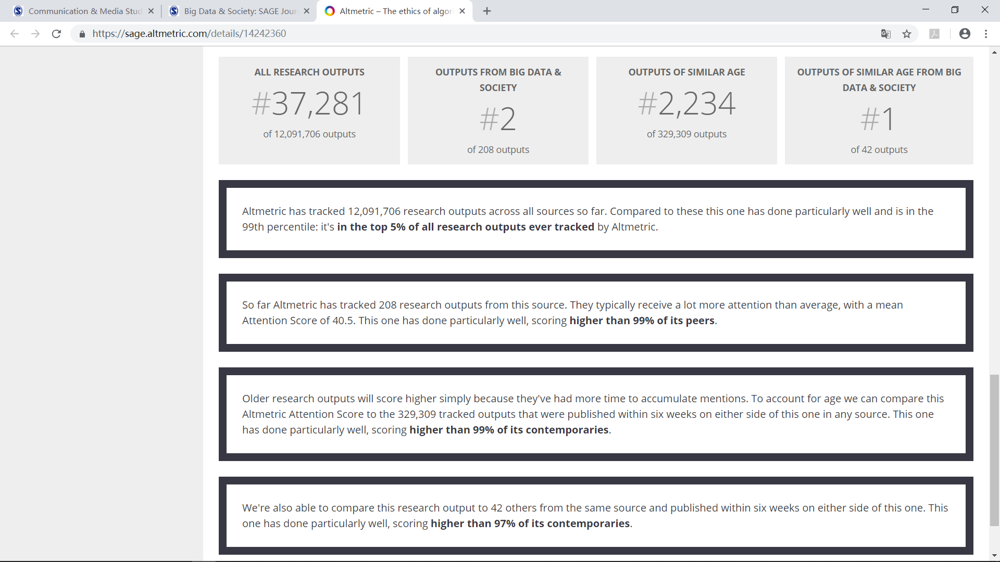 Communication & Media Stud
Big Data & Society: SAGE Jour
Altmetric – The ethics of algori
https://sage.altmetric.com/details/14242360
ALL RESEARCH OUTPUTS
#37,281
of 12,091,706 outputs
OUTPUTS FROM BIG DATA &
SOCIETY
#2
of 208 outputs
OUTPUTS OF SIMILAR AGE
#2,234
of 329,309 outputs
OUTPUTS OF SIMILAR AGE FROM BIG
DATA & SOCIETY
#1
of 42 outputs
Altmetric has tracked 12,091,706 research outputs across all sources so far. Compared to these this one has done particularly well and is in the
99th percentile: it's in the top 5% of all research outputs ever tracked by Altmetric.
So far Altmetric has tracked 208 research outputs from this source. They typically receive a lot more attention than average, with a mean
Attention Score of 40.5. This one has done particularly well, scoring higher than 99% of its peers.
Older research outputs will score higher simply because they've had more time to accumulate mentions. To account for age we can compare this
Altmetric Attention Score to the 329,309 tracked outputs that were published within six weeks on either side of this one in any source. This one
has done particularly well, scoring higher than 99% of its contemporaries.
We're also able to compare this research output to 42 others from the same source and published within six weeks on either side of this one. This
one has done particularly well, scoring higher than 97% of its contemporaries.